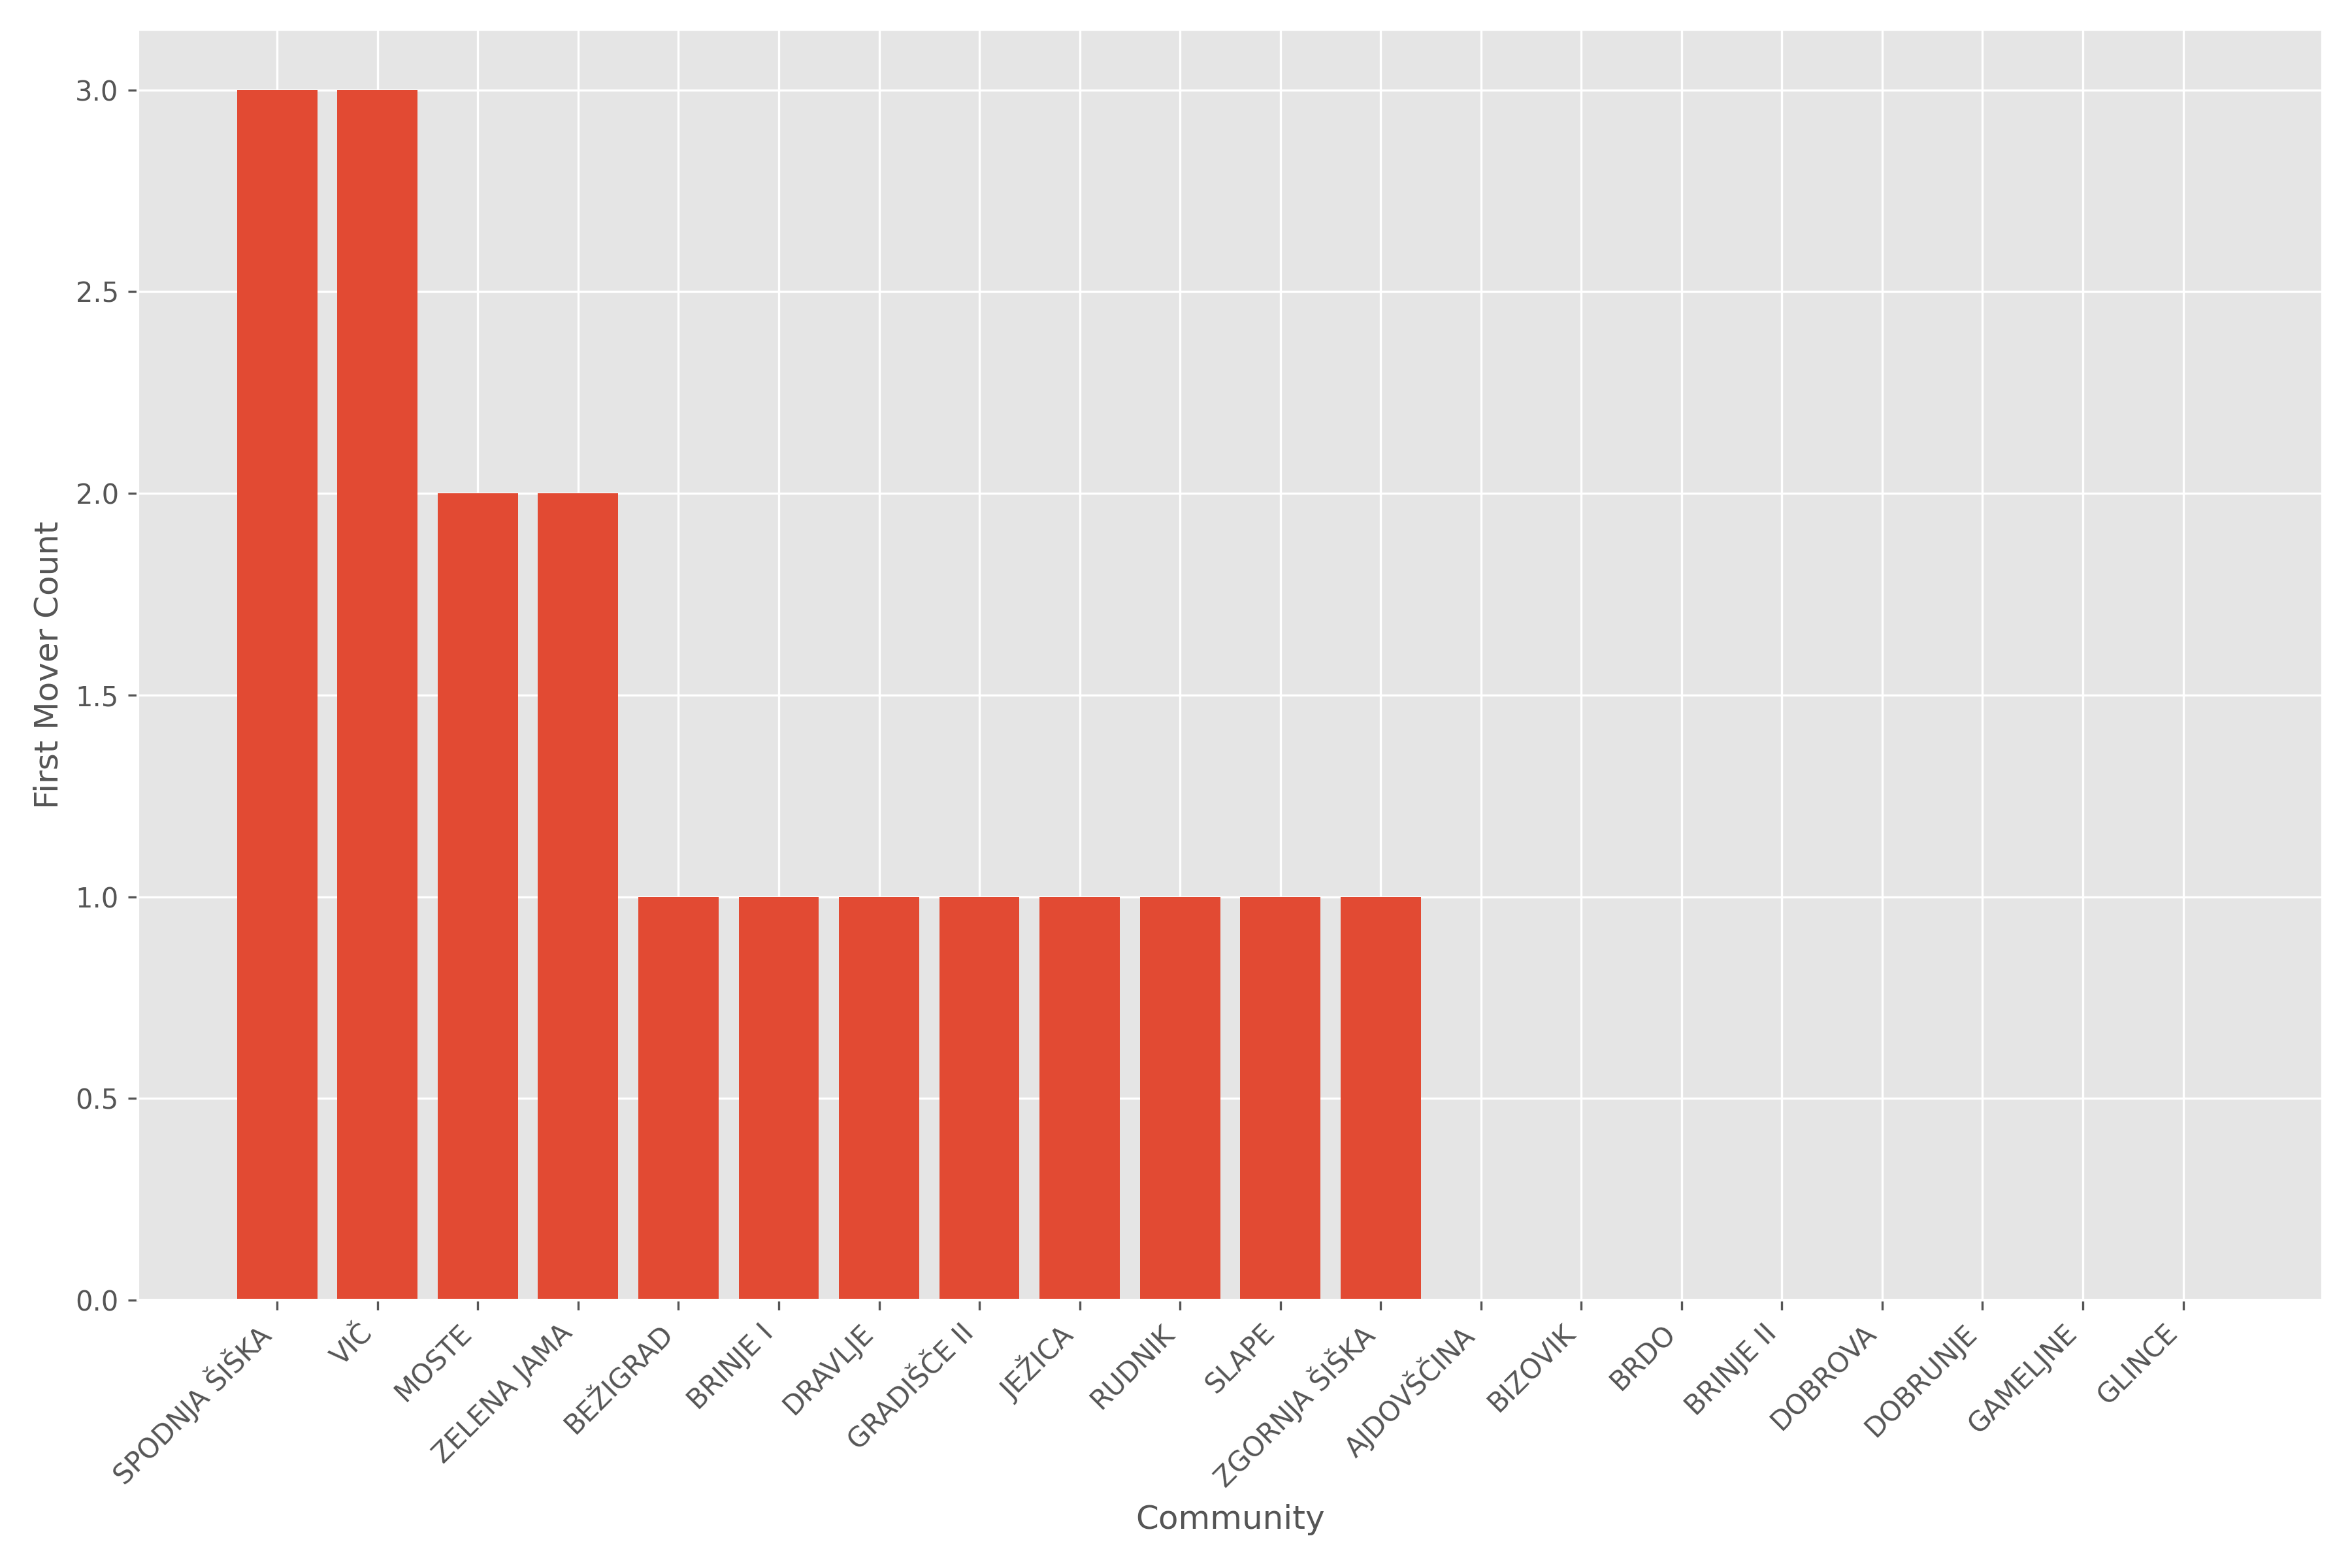 3.0
2.5
2.0
1.5
1.0
0.5
0.0
First Mover Count
SPODNJA ŠIŠKA
VIČ
MOSTE
ZELENA JAMA
BEŽIGRAD
BRINJE I
DRAVLJE
GRADIŠČE II
JEŽICA
RUDNIK
SLAPE
ZGORNJA ŠIŠKA
AJDOVŠČINA
BIZOVIK
BRDO
BRINJE II
DOBROVA
DOBRUNJE
GAMELJNE
GLINCE
Community